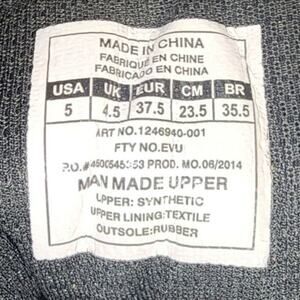 MADE IN CHINA
FABRIQUÉ EN CHINE
FABRICADO EN CHINA
USA UK EUR CM BR
5 4.5 37.5 23.5 35.5
ART NO.1246940-001
FTY NO.EVU
PROD. MO.06/2014
MAN MADE UPPER
UPPER: SYNTHETIC
UPPER LINING:TEXTILE
OUTSOLE:RUBBER